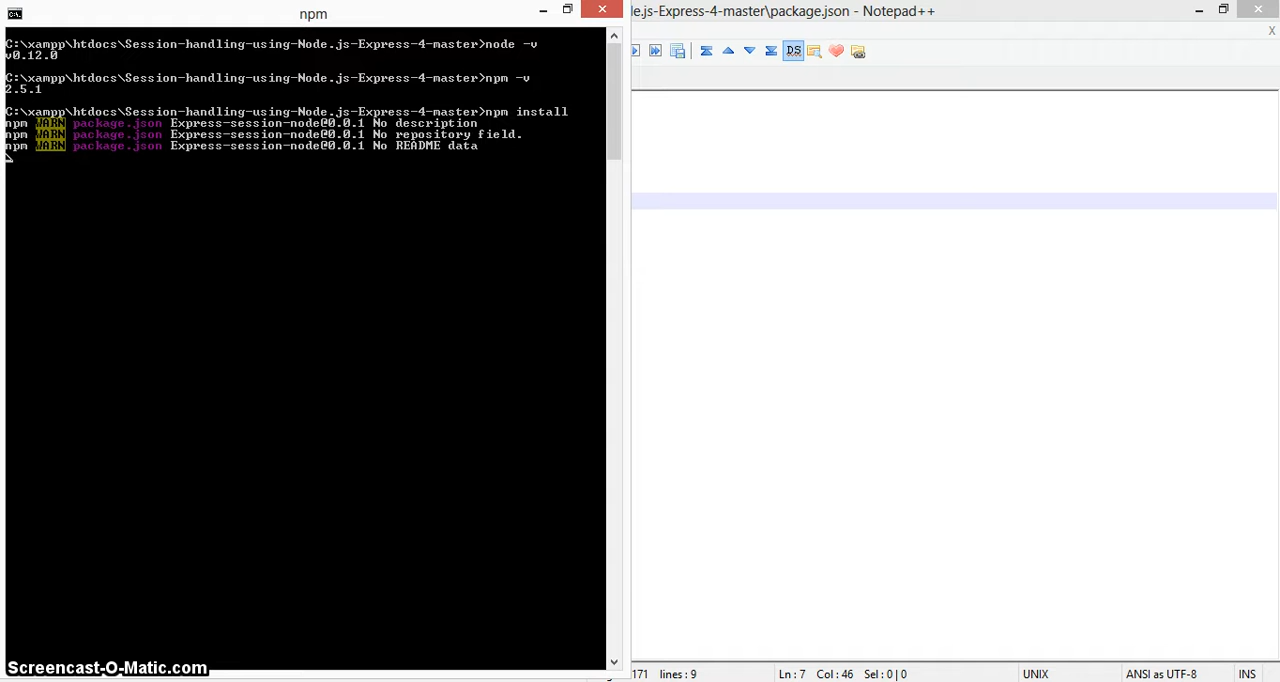 npm
C:\xampp\htdocs\Session-handling-using-Node.js-Express-4-master>node -v
v0.12.0
C:\xampp\htdocs\Session-handling-using-Node.js-Express-4-master>npm -v
2.5.1
C:\xampp\htdocs\Session-handling-using-Node.js-Express-4-master>npm install
npm WARN package.json Express-session-node@0.0.1 No description
npm WARN package.json Express-session-node@0.0.1 No repository field.
npm WARN package.json Express-session-node@0.0.1 No README data
Screencast-O-Matic.com
le.js-Express-4-master\package.json - Notepad++
X
DS
171 lines : 9 Ln : 7 Col : 46 Sel : 0 | 0 UNIX ANSI as UTF-8 INS